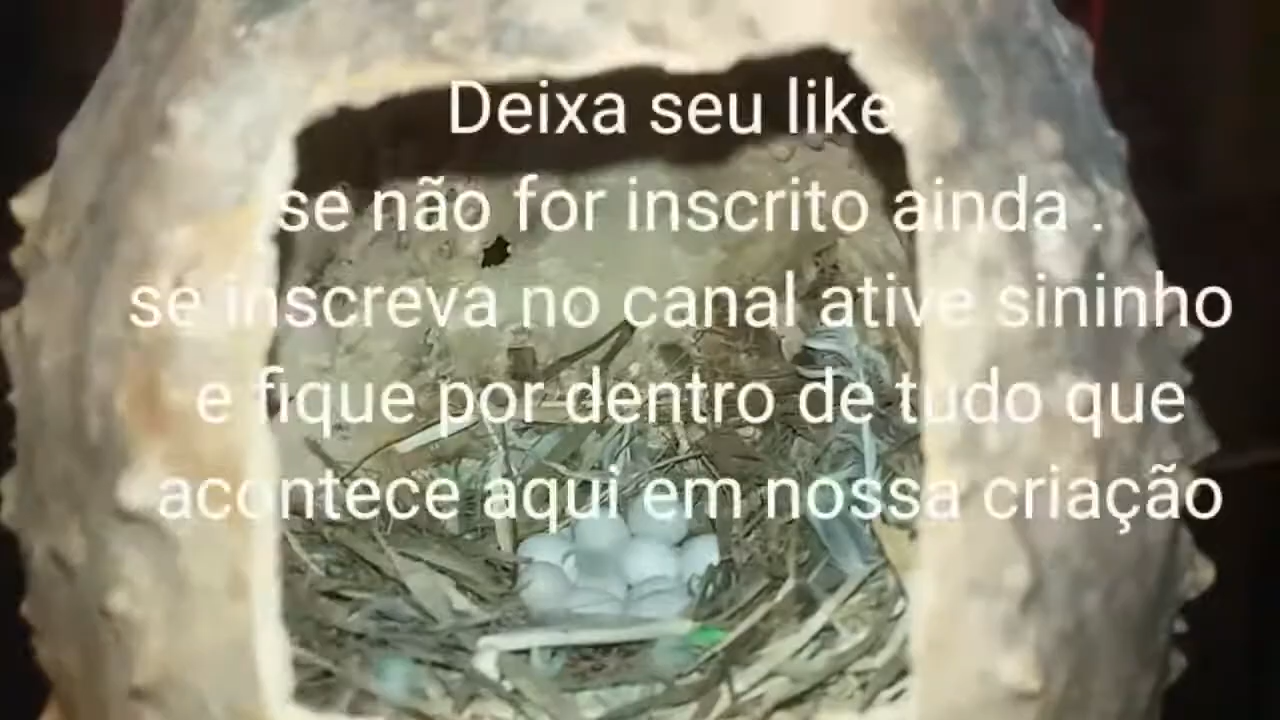 Deixa seu like
se não for inscrito ainda .
se inscreva no canal ative sininho
e fique por dentro de tudo que
acontece aqui em nossa criação